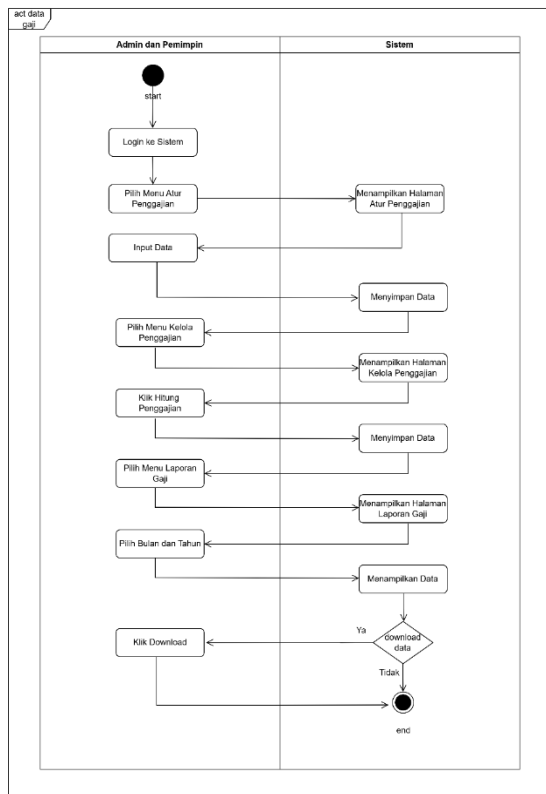 act data
gaji
Admin dan Pemimpin
Sistem
start
Login ke Sistem
Pilih Menu Atur
Penggajian
Menampilkan Halaman
Atur Penggajian
Input Data
Menyimpan Data
Pilih Menu Kelola
Penggajian
Menampilkan Halaman
Kelola Penggajian
Klik Hitung
Penggajian
Menyimpan Data
Pilih Menu Laporan
Gaji
Menampilkan Halaman
Laporan Gaji
Pilih Bulan dan Tahun
Menampilkan Data
Ya
download
data
Klik Download
Tidak
end